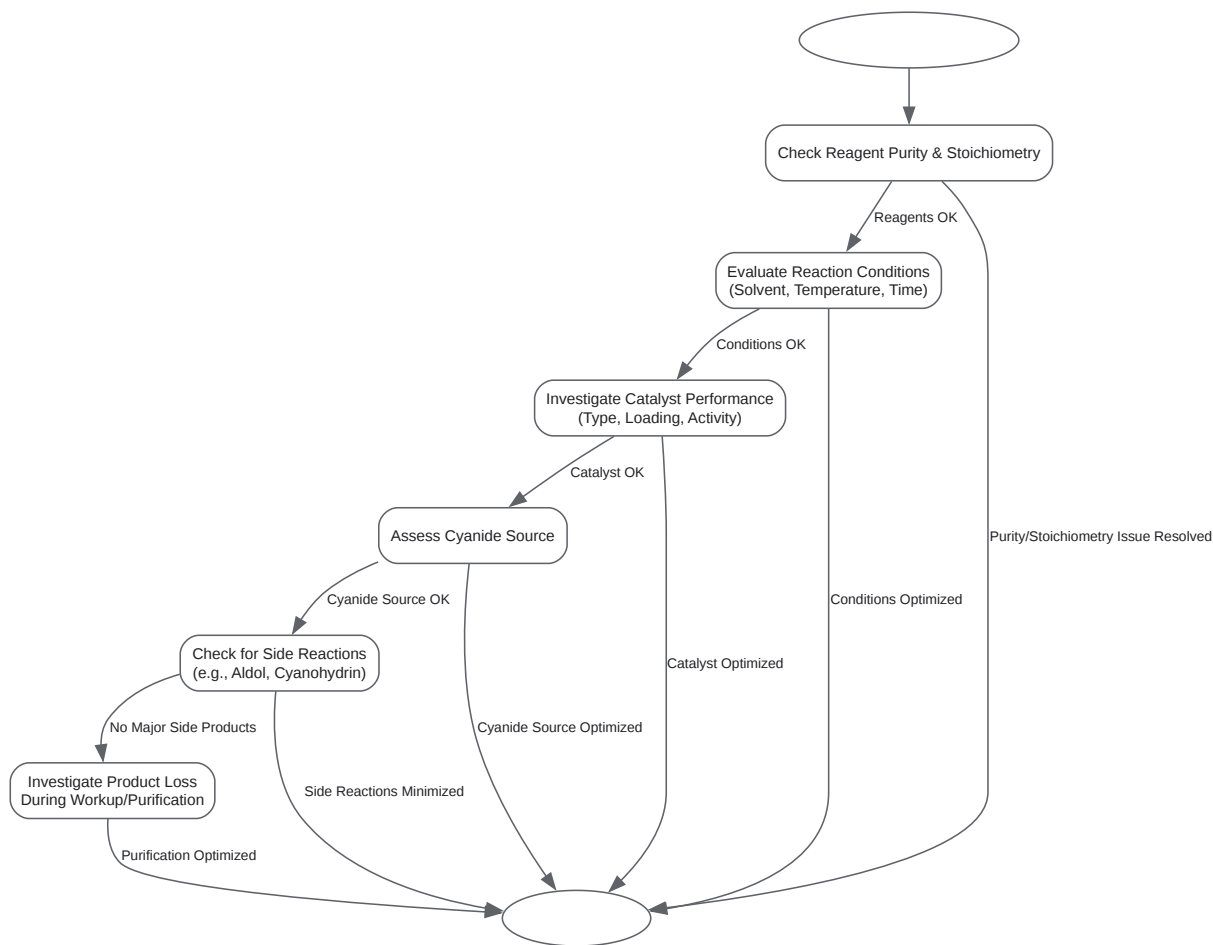 Check Reagent Purity & Stoichiometry
Reagents OK
Evaluate Reaction Conditions
(Solvent, Temperature, Time)
Conditions OK
Investigate Catalyst Performance
(Type, Loading, Activity)
Catalyst OK
Assess Cyanide Source
Purity/Stoichiometry Issue Resolved
Cyanide Source OK
Conditions Optimized
Check for Side Reactions
(e.g., Aldol, Cyanohydrin)
Catalyst Optimized
No Major Side Products
Cyanide Source Optimized
Investigate Product Loss
During Workup/Purification
Side Reactions Minimized
Purification Optimized